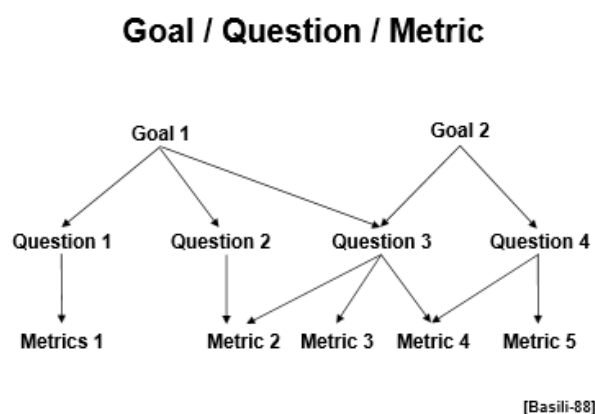 Goal / Question / Metric
Goal 1
Goal 2
Question 1
Question 2
Question 3
Question 4
Metrics 1
Metric 2
Metric 3
Metric 4
Metric 5
[Basili-88]